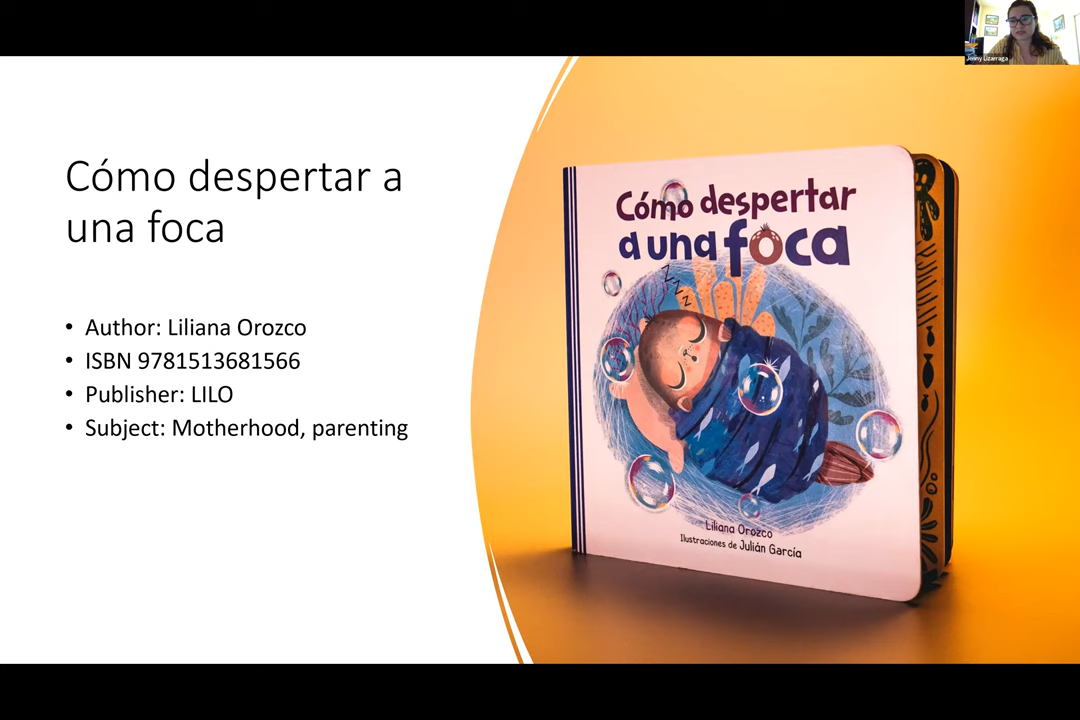 Jenny Lizarraga
Cómo despertar a
una foca
• Author: Liliana Orozco
• ISBN 9781513681566
• Publisher: LILO
• Subject: Motherhood, parenting
Cómo despertar
a una foca
z
z
z
Liliana Orozco
Ilustraciones de Julián García